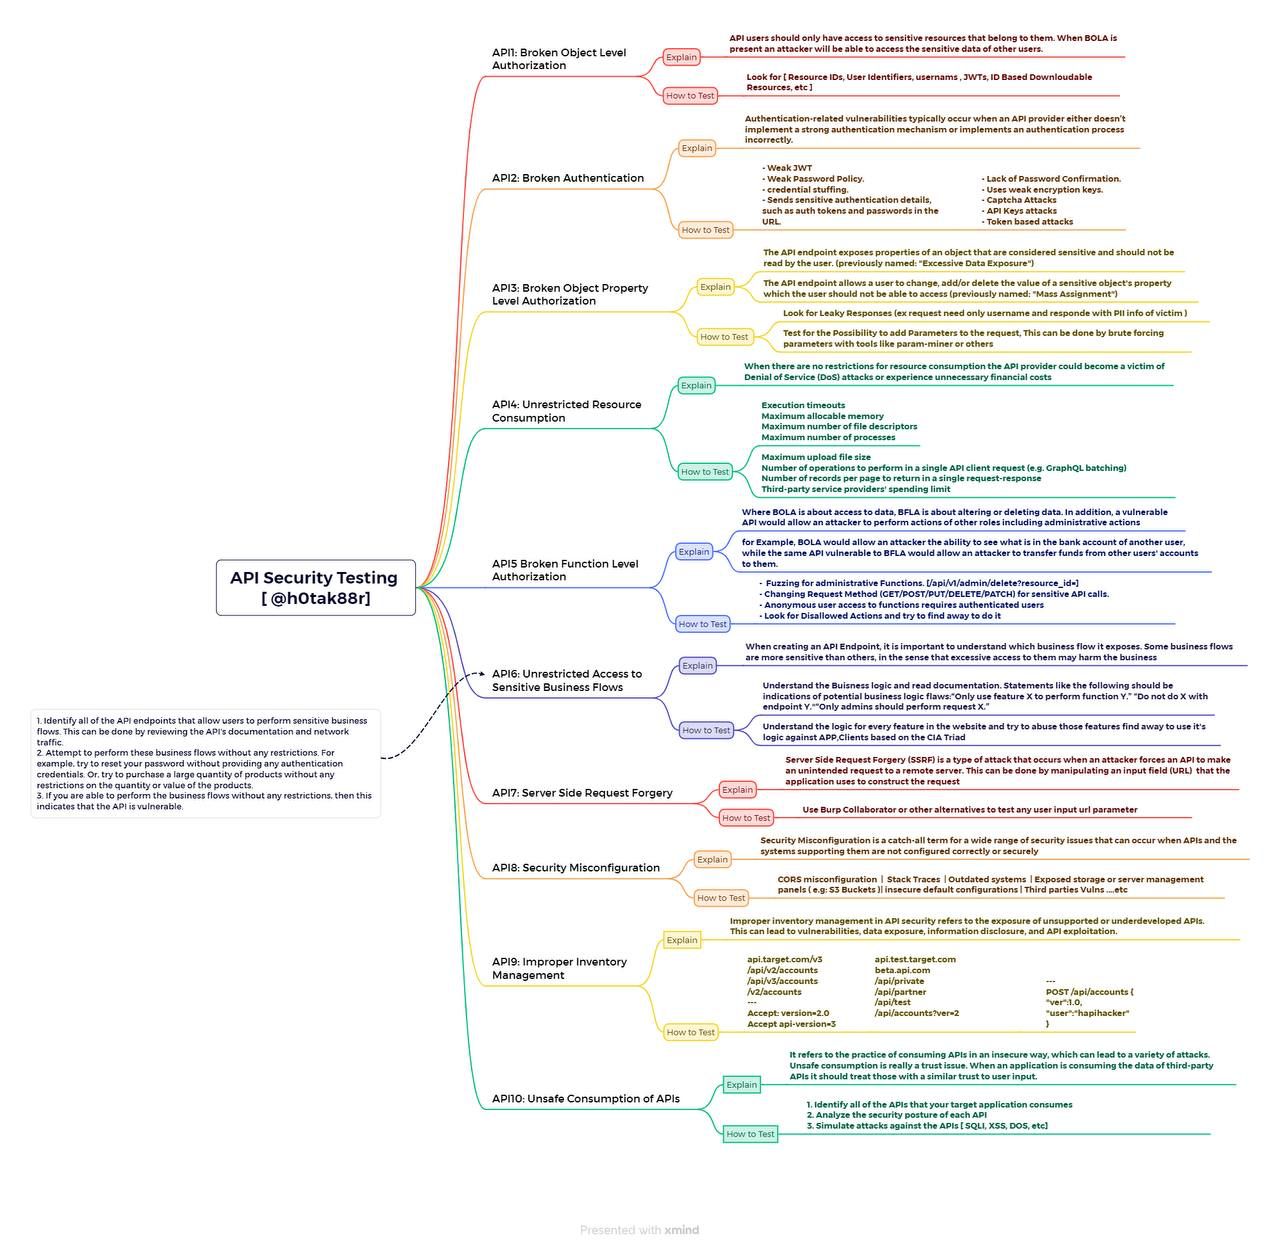 API Security Testing
[ @h0tak88r]
API1: Broken Object Level
Authorization
Explain
API users should only have access to sensitive resources that belong to them. When BOLA is
present an attacker will be able to access the sensitive data of other users.
How to Test
Look for [ Resource IDs, User Identifiers, usernams , JWTs, ID Based Downloudable
Resources, etc ]
API2: Broken Authentication
Explain
Authentication-related vulnerabilities typically occur when an API provider either doesn't
implement a strong authentication mechanism or implements an authentication process
incorrectly.
How to Test
- Weak JWT
- Weak Password Policy.
- credential stuffing.
- Sends sensitive authentication details,
such as auth tokens and passwords in the
URL.
- Lack of Password Confirmation.
- Uses weak encryption keys.
- Captcha Attacks
- API Keys attacks
- Token based attacks
API3: Broken Object Property
Level Authorization
Explain
The API endpoint exposes properties of an object that are considered sensitive and should not be
read by the user. (previously named: "Excessive Data Exposure")
The API endpoint allows a user to change, add/or delete the value of a sensitive object's property
which the user should not be able to access (previously named: "Mass Assignment")
How to Test
Look for Leaky Responses (ex request need only username and responde with PII info of victim )
Test for the Possibility to add Parameters to the request, This can be done by brute forcing
parameters with tools like param-miner or others
API4: Unrestricted Resource
Consumption
Explain
When there are no restrictions for resource consumption the API provider could become a victim of
Denial of Service (DoS) attacks or experience unnecessary financial costs
How to Test
Execution timeouts
Maximum allocable memory
Maximum number of file descriptors
Maximum number of processes
Maximum upload file size
Number of operations to perform in a single API client request (e.g. GraphQL batching)
Number of records per page to return in a single request-response
Third-party service providers' spending limit
API5 Broken Function Level
Authorization
Explain
Where BOLA is about access to data, BFLA is about altering or deleting data. In addition, a vulnerable
API would allow an attacker to perform actions of other roles including administrative actions
for Example, BOLA would allow an attacker the ability to see what is in the bank account of another user,
while the same API vulnerable to BFLA would allow an attacker to transfer funds from other users' accounts
to them.
How to Test
- Fuzzing for administrative Functions. [/api/v1/admin/delete?resource_id=]
- Changing Request Method (GET/POST/PUT/DELETE/PATCH) for sensitive API calls.
- Anonymous user access to functions requires authenticated users
- Look for Disallowed Actions and try to find away to do it
API6: Unrestricted Access to
Sensitive Business Flows
Explain
When creating an API Endpoint, it is important to understand which business flow it exposes. Some business flows
are more sensitive than others, in the sense that excessive access to them may harm the business
How to Test
Understand the Buisness logic and read documentation. Statements like the following should be
indications of potential business logic flaws:"Only use feature X to perform function Y." "Do not do X with
endpoint Y.""Only admins should perform request X."
Understand the logic for every feature in the website and try to abuse those features find away to use it's
logic against APP,Clients based on the CIA Triad
1. Identify all of the API endpoints that allow users to perform sensitive business
flows. This can be done by reviewing the API's documentation and network
traffic.
2. Attempt to perform these business flows without any restrictions. For
example, try to reset your password without providing any authentication
credentials. Or, try to purchase a large quantity of products without any
restrictions on the quantity or value of the products.
3. If you are able to perform the business flows without any restrictions, then this
indicates that the API is vulnerable.
API7: Server Side Request Forgery
Explain
Server Side Request Forgery (SSRF) is a type of attack that occurs when an attacker forces an API to make
an unintended request to a remote server. This can be done by manipulating an input field (URL) that the
application uses to construct the request
How to Test
Use Burp Collaborator or other alternatives to test any user input url parameter
API8: Security Misconfiguration
Explain
Security Misconfiguration is a catch-all term for a wide range of security issues that can occur when APIs and the
systems supporting them are not configured correctly or securely
How to Test
CORS misconfiguration | Stack Traces | Outdated systems | Exposed storage or server management
panels ( e.g: S3 Buckets )| insecure default configurations | Third parties Vulns ....etc
API9: Improper Inventory
Management
Explain
Improper inventory management in API security refers to the exposure of unsupported or underdeveloped APIs.
This can lead to vulnerabilities, data exposure, information disclosure, and API exploitation.
How to Test
api.target.com/v3
/api/v2/accounts
/api/v3/accounts
/v2/accounts
---
Accept: version=2.0
Accept api-version=3
api.test.target.com
beta.api.com
/api/private
/api/partner
/api/test
/api/accounts?ver=2
---
POST /api/accounts {
"ver":1.0,
"user":"hapihacker"
}
API10: Unsafe Consumption of APIs
Explain
It refers to the practice of consuming APIs in an insecure way, which can lead to a variety of attacks.
Unsafe consumption is really a trust issue. When an application is consuming the data of third-party
APIs it should treat those with a similar trust to user input.
How to Test
1. Identify all of the APIs that your target application consumes
2. Analyze the security posture of each API
3. Simulate attacks against the APIs [ SQLI, XSS, DOS, etc]
Presented with xmind